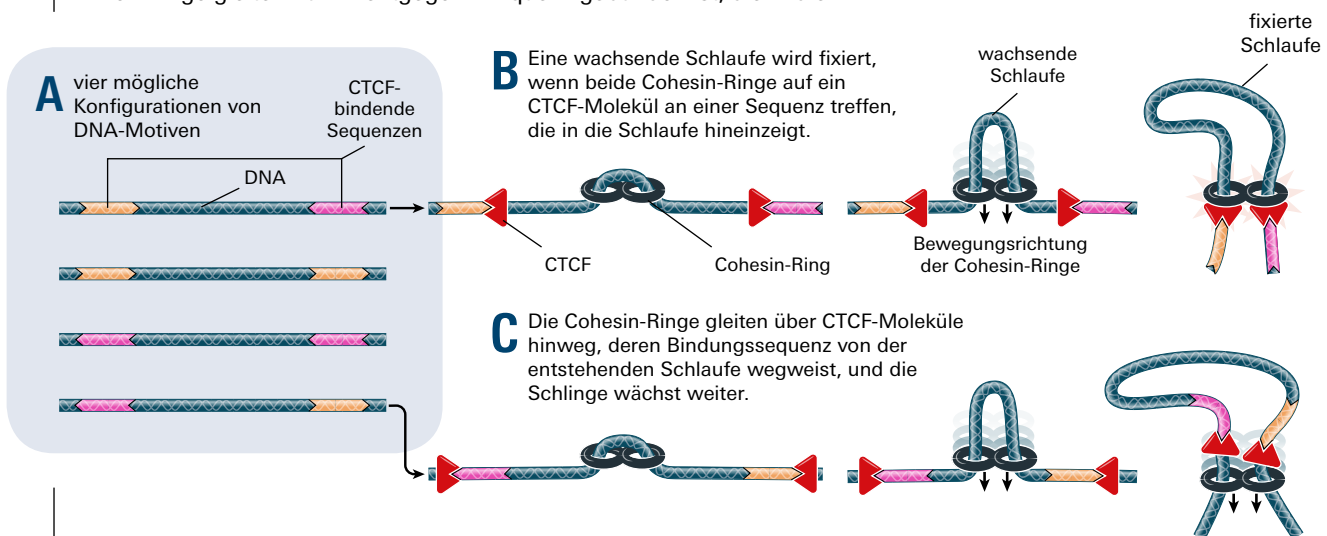 A
vier mögliche
Konfigurationen von
DNA-Motiven
CTCF-
bindende
Sequenzen
DNA
B
Eine wachsende Schlaufe wird fixiert,
wenn beide Cohesin-Ringe auf ein
CTCF-Molekül an einer Sequenz treffen,
die in die Schlaufe hineinzeigt.
wachsende
Schlaufe
fixierte
Schlaufe
CTCF
Cohesin-Ring
Bewegungsrichtung
der Cohesin-Ringe
C
Die Cohesin-Ringe gleiten über CTCF-Moleküle
hinweg, deren Bindungssequenz von der
entstehenden Schlaufe wegweist, und die
Schlinge wächst weiter.